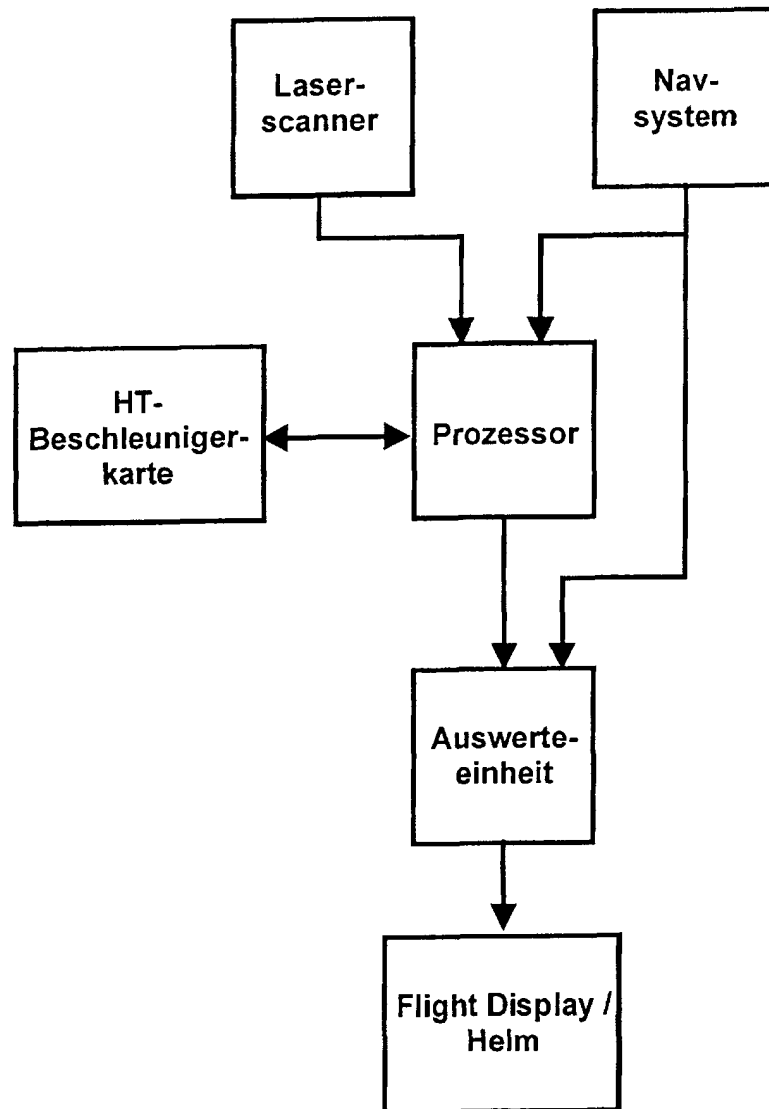 Laser-
scanner
Nav-
system
HT-
Beschleuniger-
karte
Prozessor
Auswerte-
einheit
Flight Display /
Helm